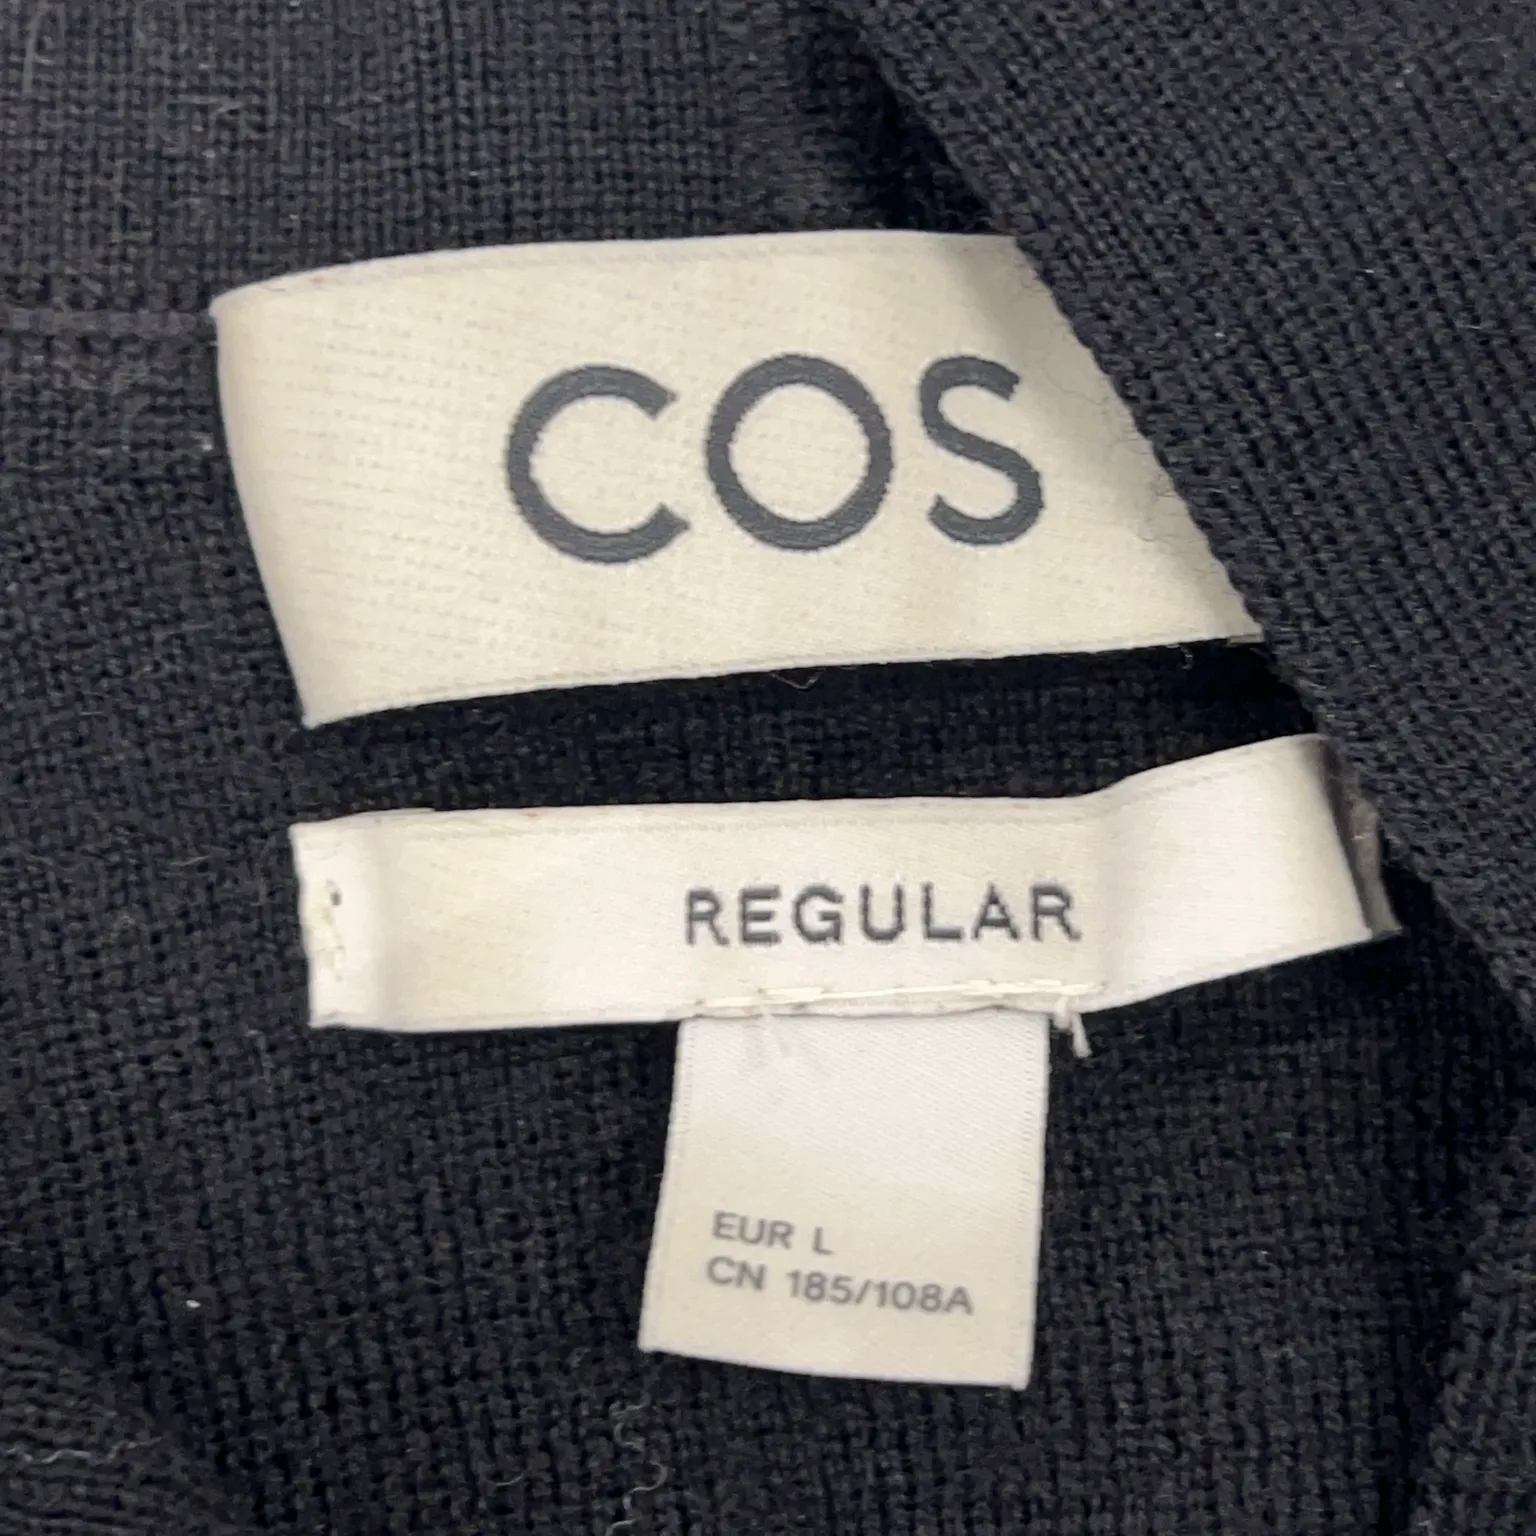 COS
REGULAR
EUR L
CN 185/108A